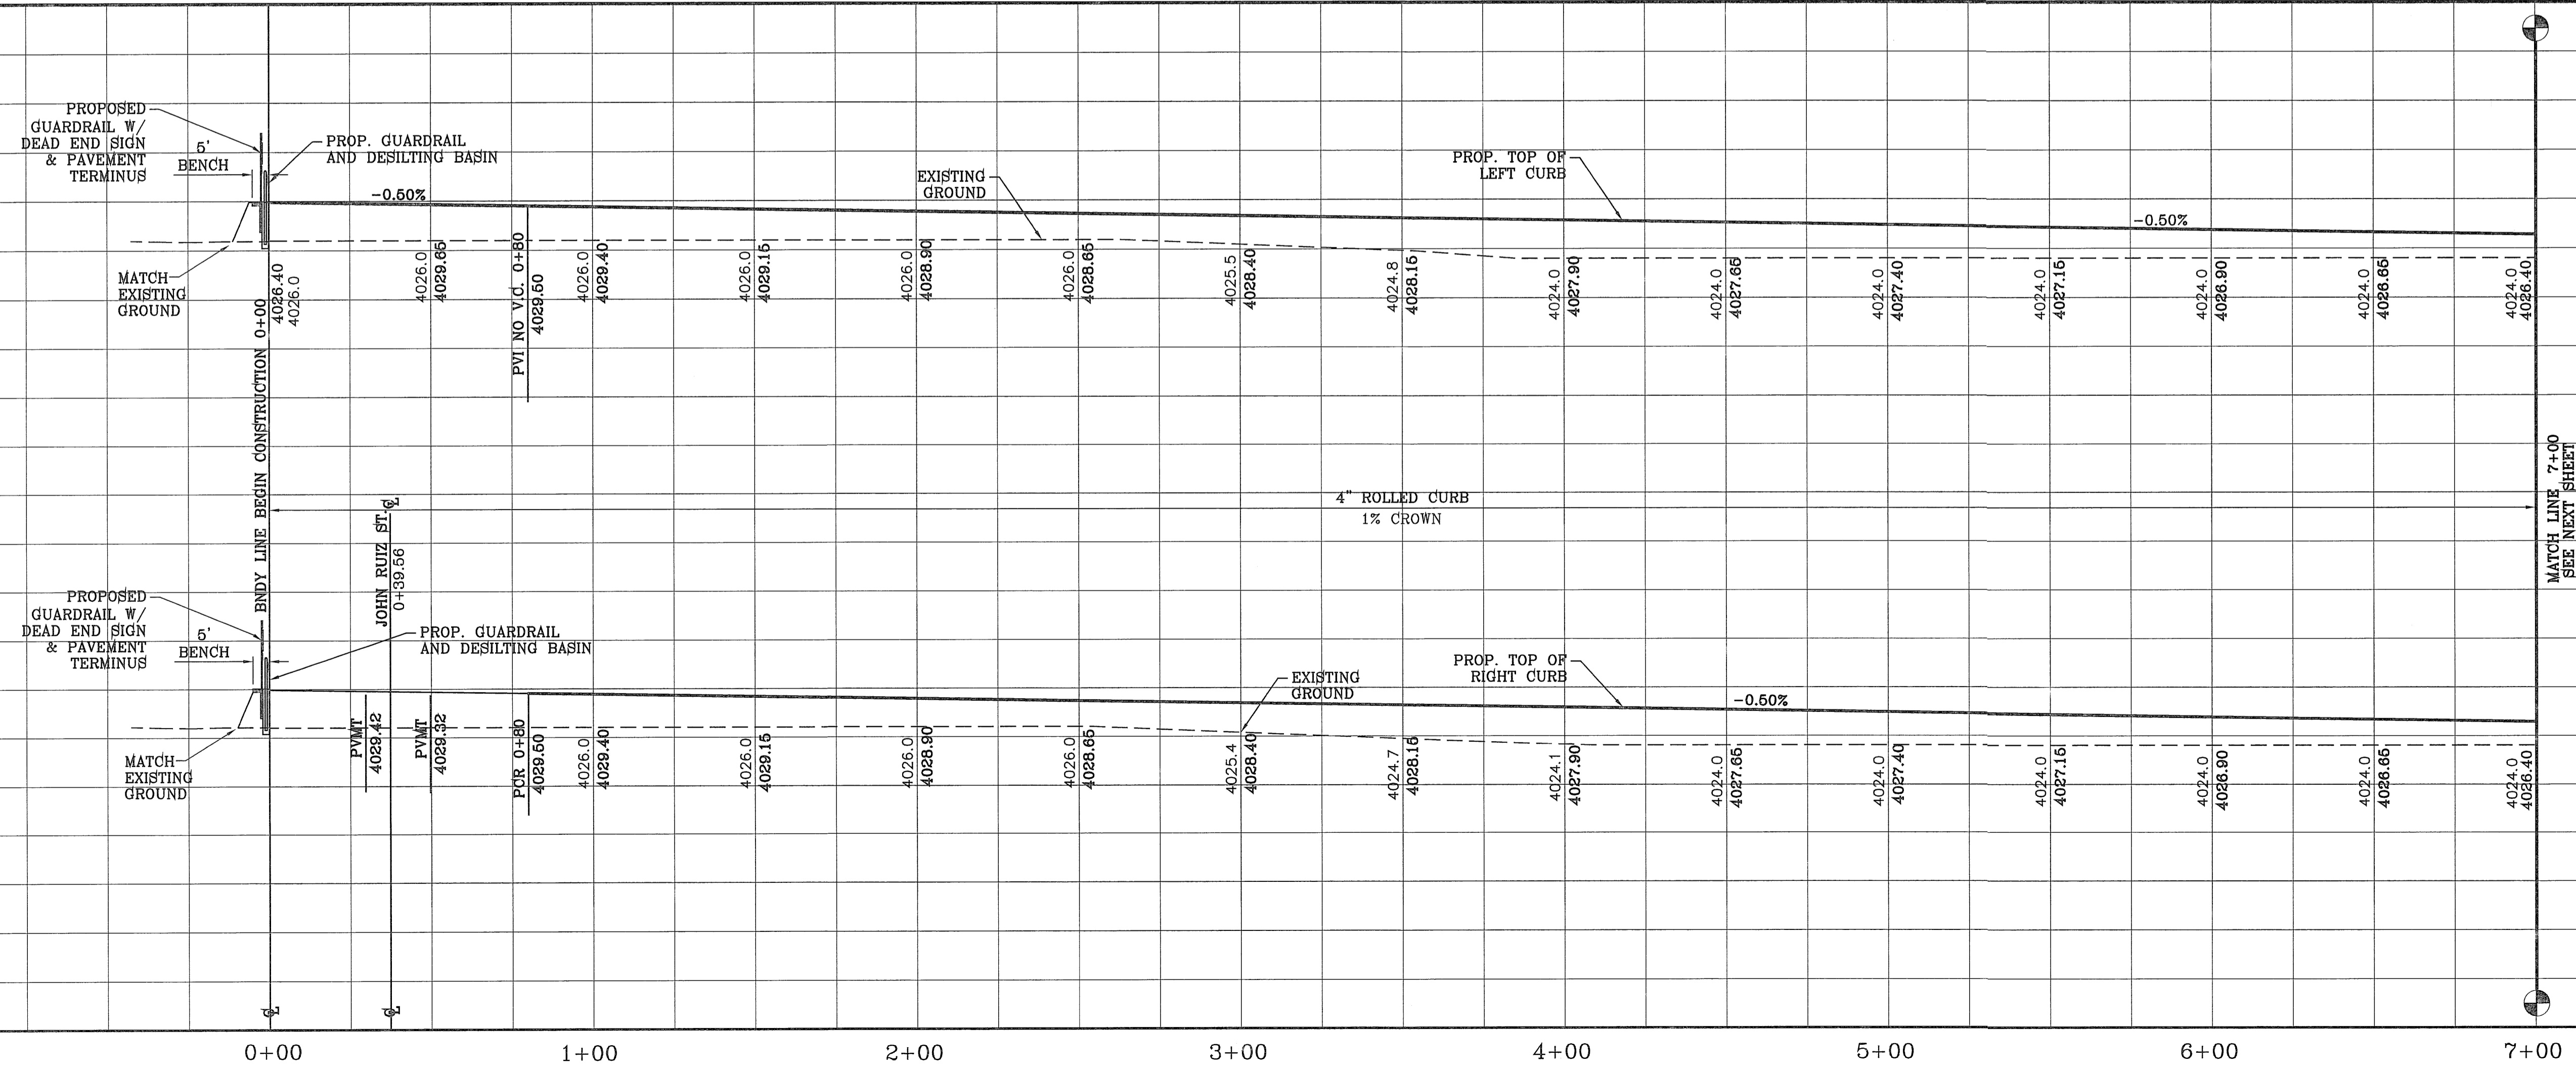 PROPOSED
GUARDRAIL W/
DEAD END SIGN
& PAVEMENT
TERMINUS
5'
BENCH
PROP. GUARDRAIL
AND DESILTING BASIN
-0.50%
EXISTING
GROUND
PROP. TOP OF
LEFT CURB
-0.50%
MATCH
EXISTING
GROUND
BNDY LINE BEGIN CONSTRUCTION 0+00
4026.40
4026.0
4026.0
4029.65
PVI NO V.C. 0+80
4029.50
4026.0
4029.40
4026.0
4029.15
4026.0
4028.90
4026.0
4028.65
4025.5
4028.40
4024.8
4028.15
4024.0
4027.90
4024.0
4027.65
4024.0
4027.40
4024.0
4027.15
4024.0
4026.90
4024.0
4026.65
4024.0
4026.40
4" ROLLED CURB
1% CROWN
MATCH LINE 7+00
SEE NEXT SHEET
JOHN RUIZ ST.
0+39.56
PROPOSED
GUARDRAIL W/
DEAD END SIGN
& PAVEMENT
TERMINUS
5'
BENCH
PROP. GUARDRAIL
AND DESILTING BASIN
EXISTING
GROUND
PROP. TOP OF
RIGHT CURB
-0.50%
MATCH
EXISTING
GROUND
PVMT
4029.42
PVMT
4029.32
PCR 0+80
4029.50
4026.0
4029.40
4026.0
4029.15
4026.0
4028.90
4026.0
4028.65
4025.4
4028.40
4024.7
4028.15
4024.1
4027.90
4024.0
4027.65
4024.0
4027.40
4024.0
4027.15
4024.0
4026.90
4024.0
4026.65
4024.0
4026.40
0+00
1+00
2+00
3+00
4+00
5+00
6+00
7+00